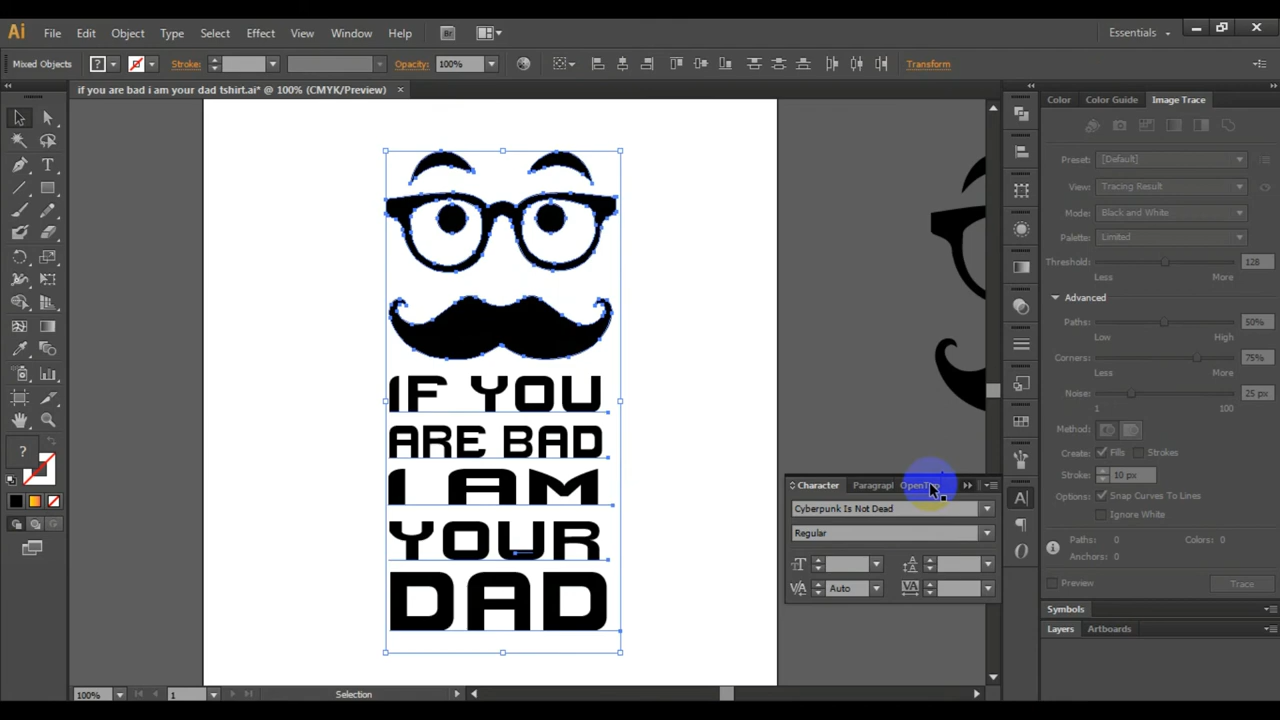 Ai File Edit Object Type Select Effect View Window Help Br Essentials
Mixed Objects ? Stroke: Opacity: 100% Transform
if you are bad i am your dad tshirt.ai* @ 100% (CMYK/Preview)
Color Color Guide Image Trace
Preset: [Default]
View: Tracing Result
Mode: Black and White
Palette: Limited
Threshold: 128
Less More
Advanced
Paths: 50%
Low High
Corners: 75%
Less More
Noise: 25 px
1 100
Method:
Create: Fills Strokes
Stroke: 10 px
Options: Snap Curves To Lines
Ignore White
Paths: 0 Colors: 0
Anchors: 0
Preview Trace
Symbols
Layers Artboards
IF YOU
ARE BAD
I AM
YOUR
DAD
Character Paragraph OpenType
Cyberpunk Is Not Dead
Regular
Auto
?
100% 1 Selection